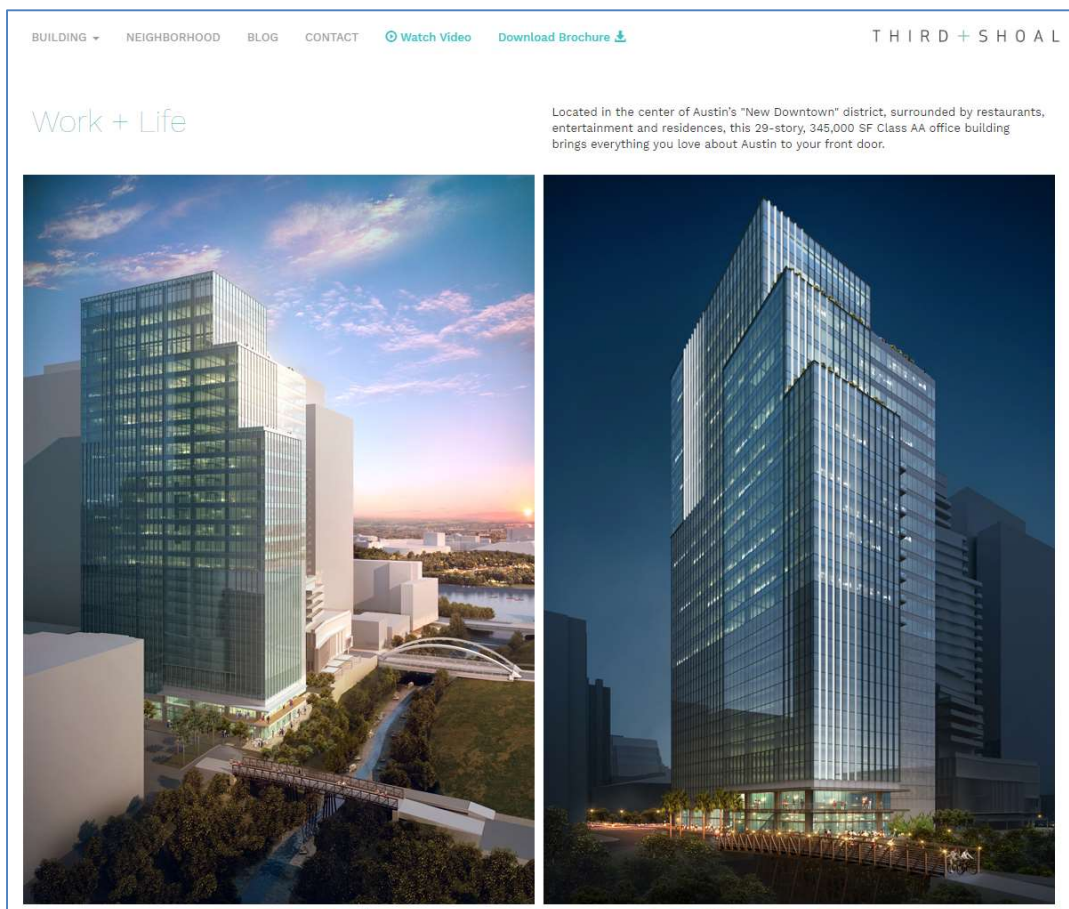 BUILDING NEIGHBORHOOD BLOG CONTACT Watch Video Download Brochure THIRD + SHOAL
Work + Life
Located in the center of Austin's "New Downtown" district, surrounded by restaurants,
entertainment and residences, this 29-story, 345,000 SF Class AA office building
brings everything you love about Austin to your front door.